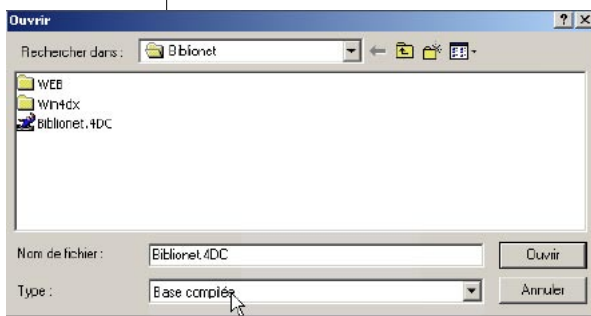 Ouvrir
Rechercher dans : Biblionet
WEB
Win4dx
Biblionet.4DC
Nom de fichier : Biblionet.4DC Ouvrir
Type : Base compilée Annuler